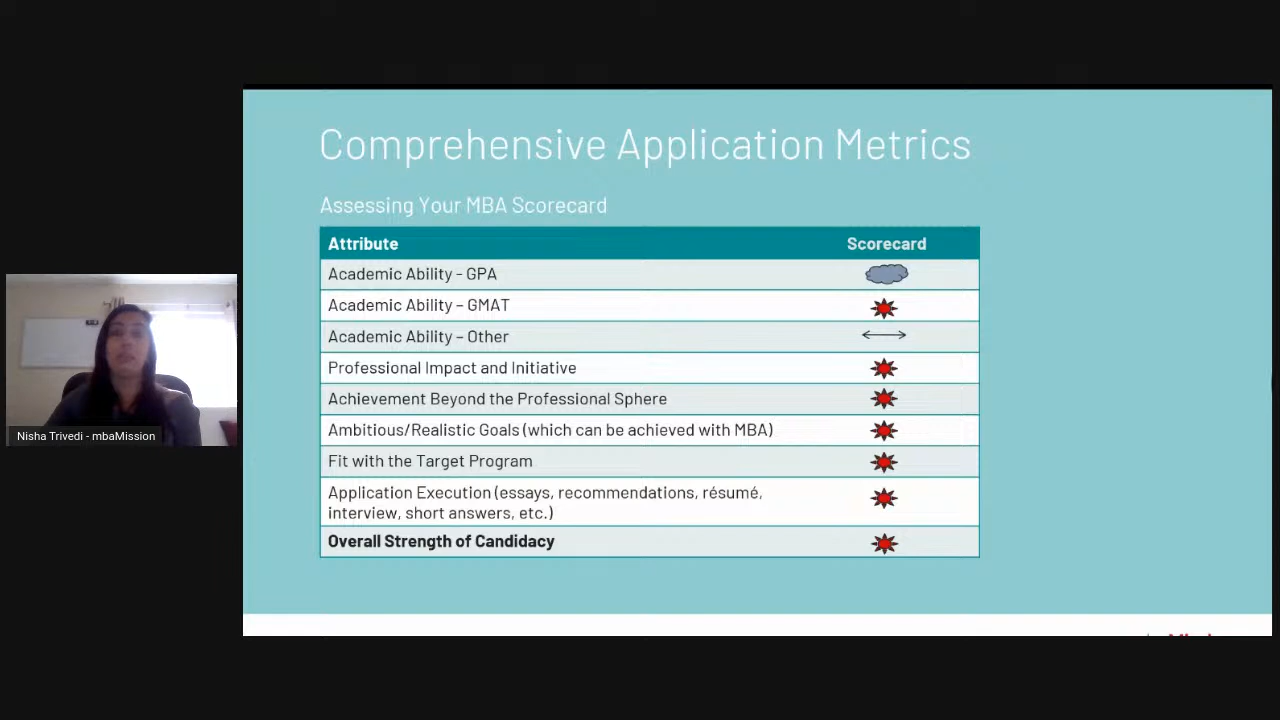 Comprehensive Application Metrics
Assessing Your MBA Scorecard
Attribute Scorecard
Academic Ability - GPA
Academic Ability - GMAT
Academic Ability – Other
Professional Impact and Initiative
Achievement Beyond the Professional Sphere
Ambitious/Realistic Goals (which can be achieved with MBA)
Fit with the Target Program
Application Execution (essays, recommendations, résumé,
interview, short answers, etc.)
Overall Strength of Candidacy
Nisha Trivedi - mbaMission